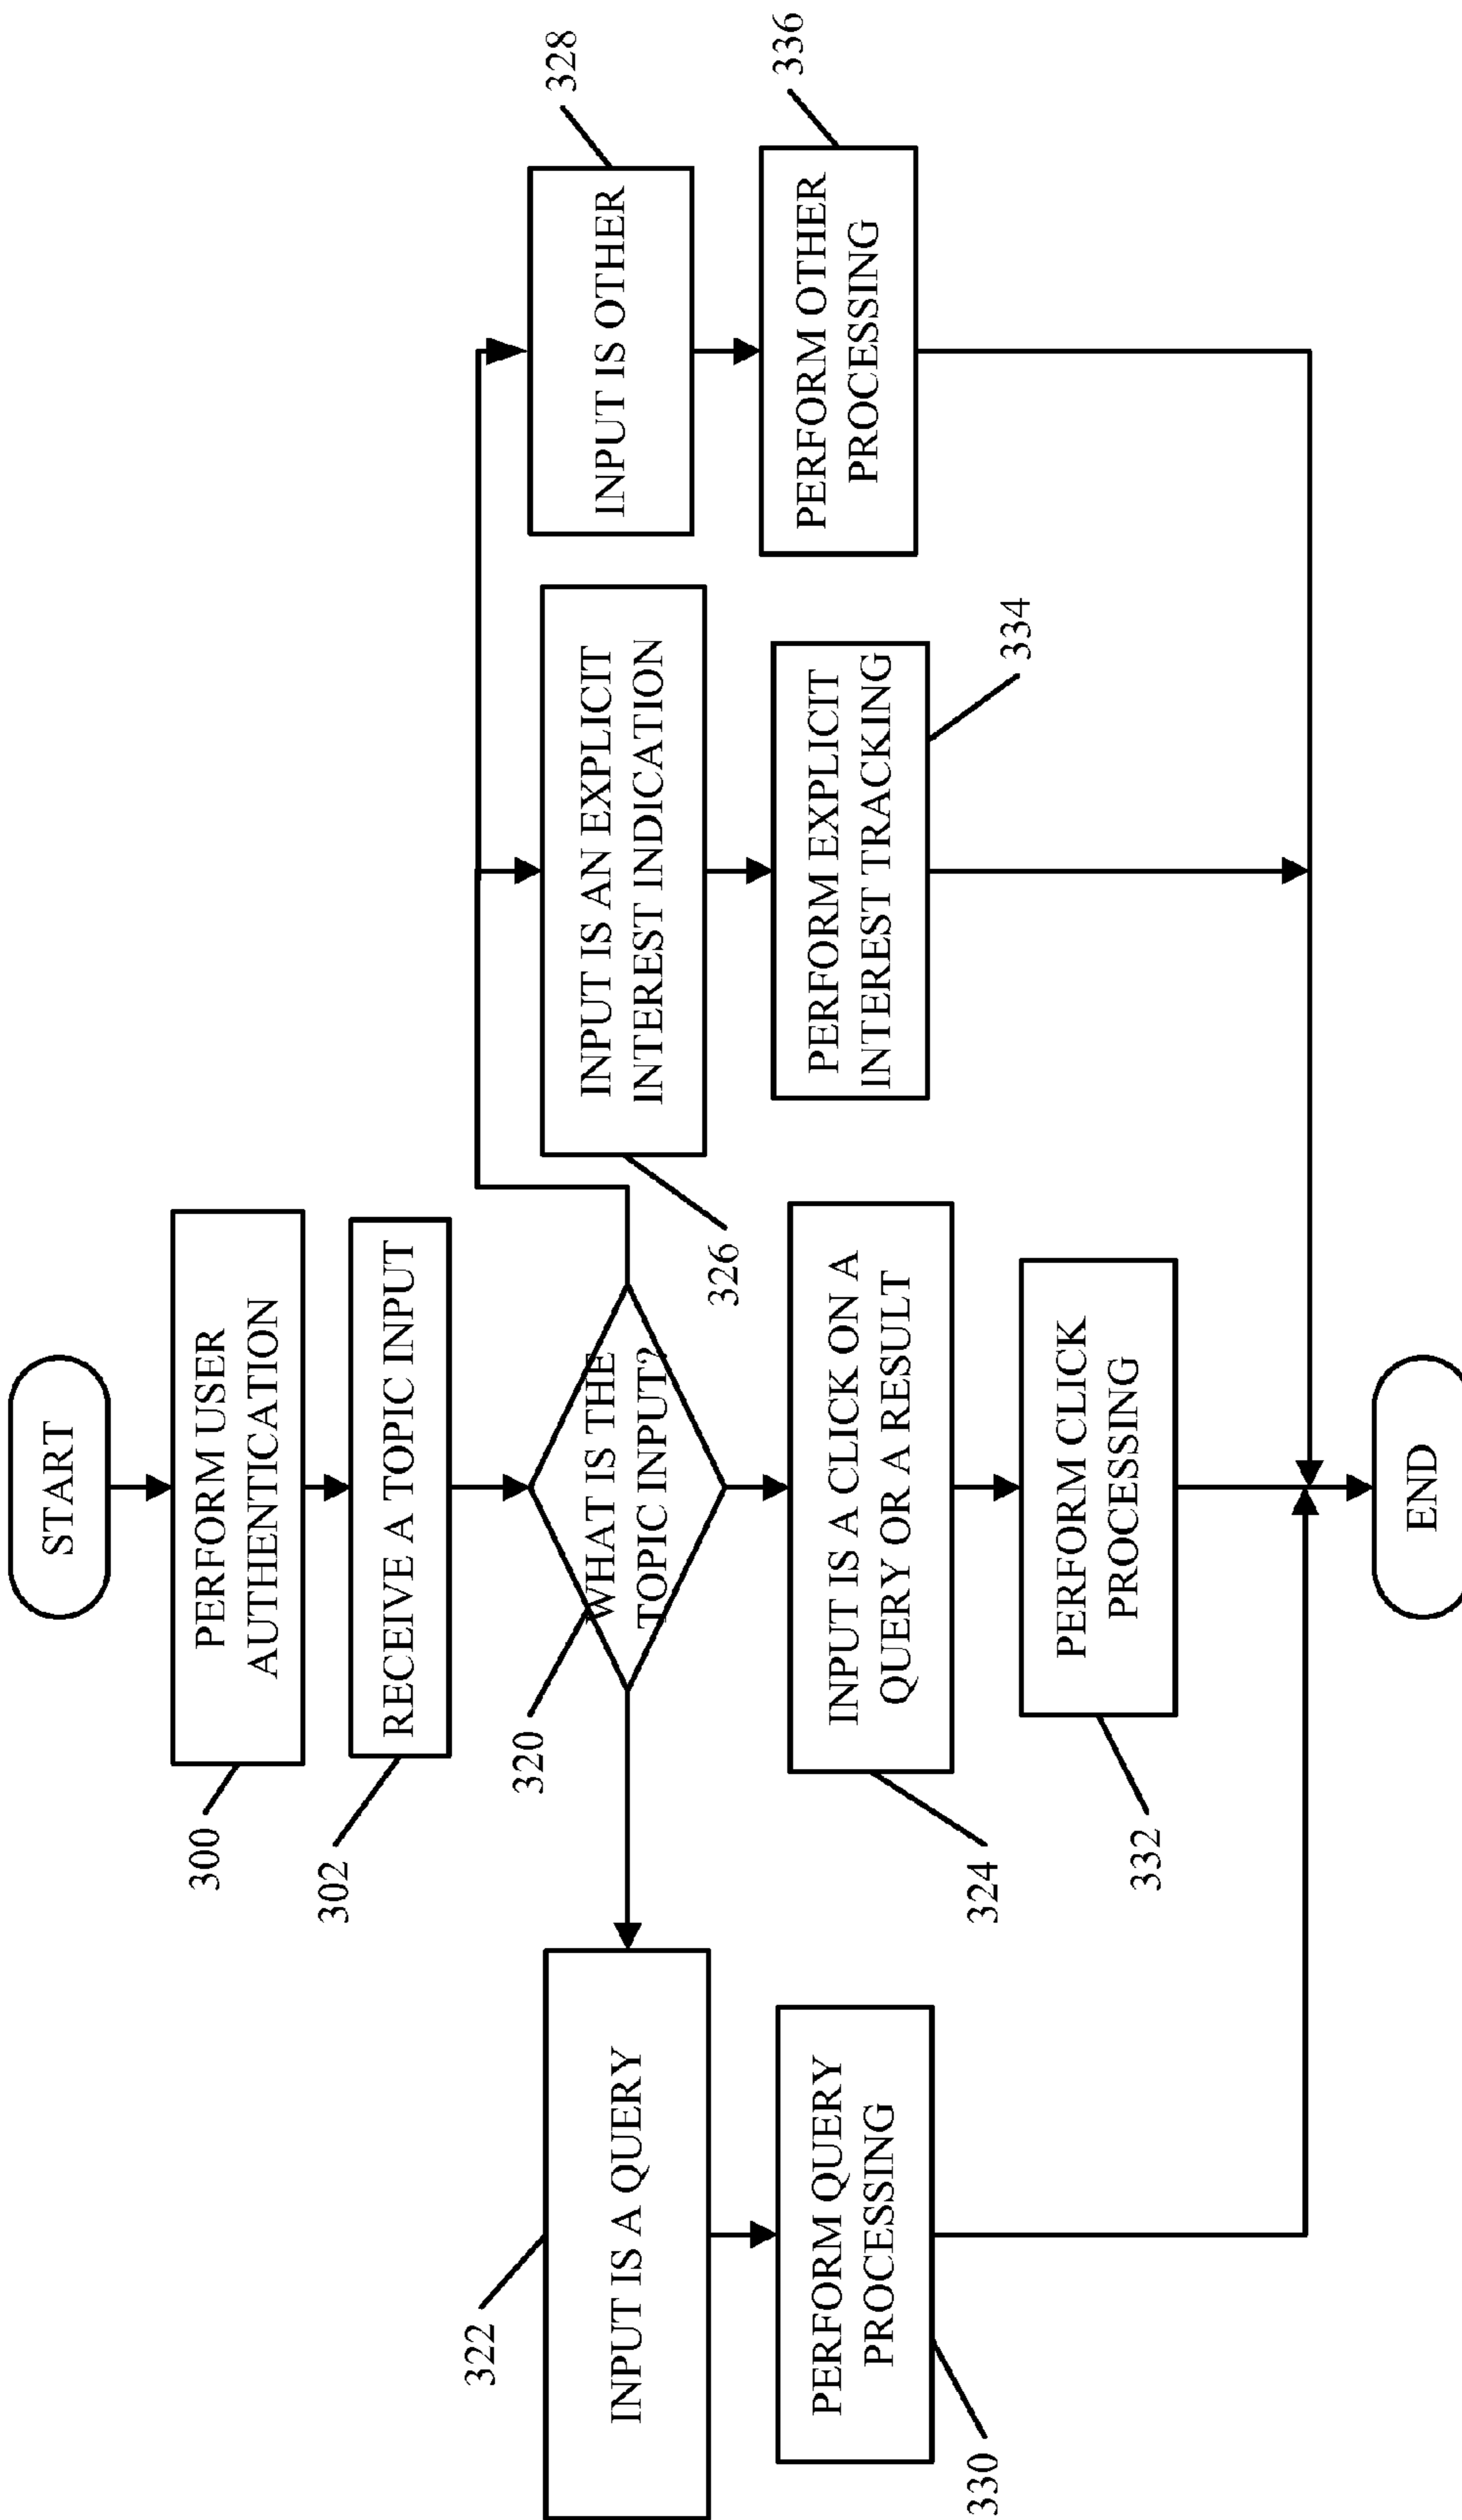 START
PERFORM USER
AUTHENTICATION
300
RECEIVE A TOPIC INPUT
302
WHAT IS THE
TOPIC INPUT?
320
322
INPUT IS A QUERY
PERFORM QUERY
PROCESSING
330
INPUT IS A CLICK ON A
QUERY OR A RESULT
324
PERFORM CLICK
PROCESSING
332
326
INPUT IS AN EXPLICIT
INTEREST INDICATION
PERFORM EXPLICIT
INTEREST TRACKING
334
328
INPUT IS OTHER
336
PERFORM OTHER
PROCESSING
END